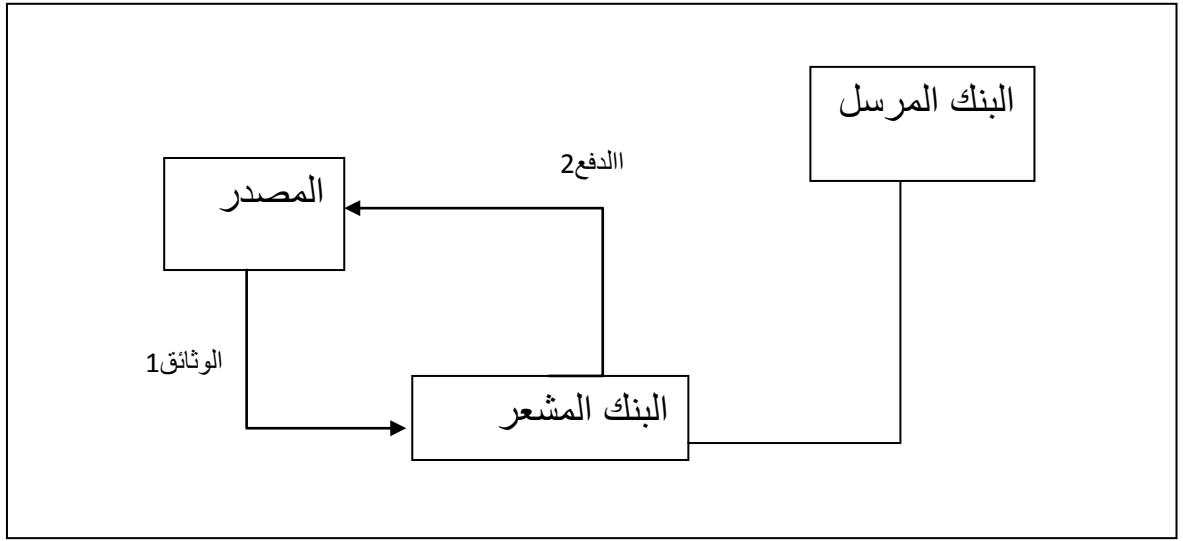 البنك المرسل
االدفع2
المصدر
الوثائق1
البنك المشعر